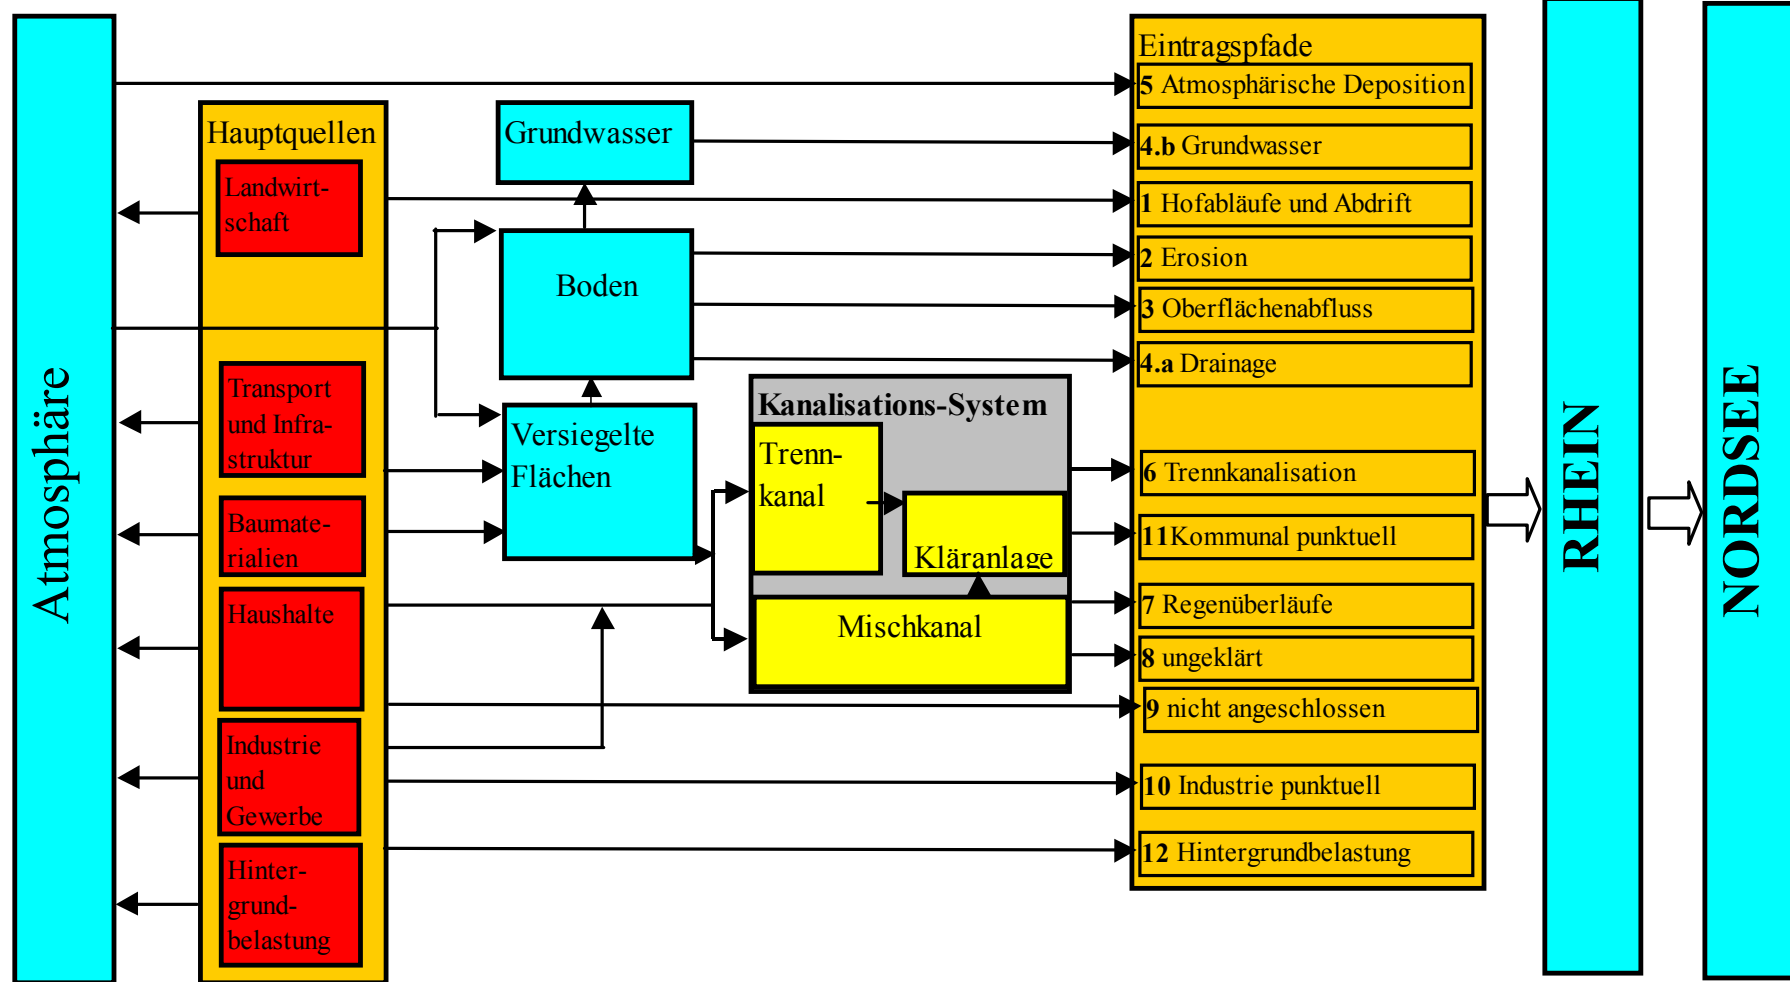 Atmosphäre
Hauptquellen
Landwirt-
schaft
Transport
und Infra-
struktur
Baumate-
rialien
Haushalte
Industrie
und
Gewerbe
Hinter-
grund-
belastung
Grundwasser
Boden
Versiegelte
Flächen
Kanalisations-System
Trenn-
kanal
Kläranlage
Mischkanal
Eintragspfade
5 Atmosphärische Deposition
4.b Grundwasser
1 Hofabläufe und Abdrift
2 Erosion
3 Oberflächenabfluss
4.a Drainage
6 Trennkanalisation
11Kommunal punktuell
7 Regenüberläufe
8 ungeklärt
9 nicht angeschlossen
10 Industrie punktuell
12 Hintergrundbelastung
RHEIN
NORDSEE